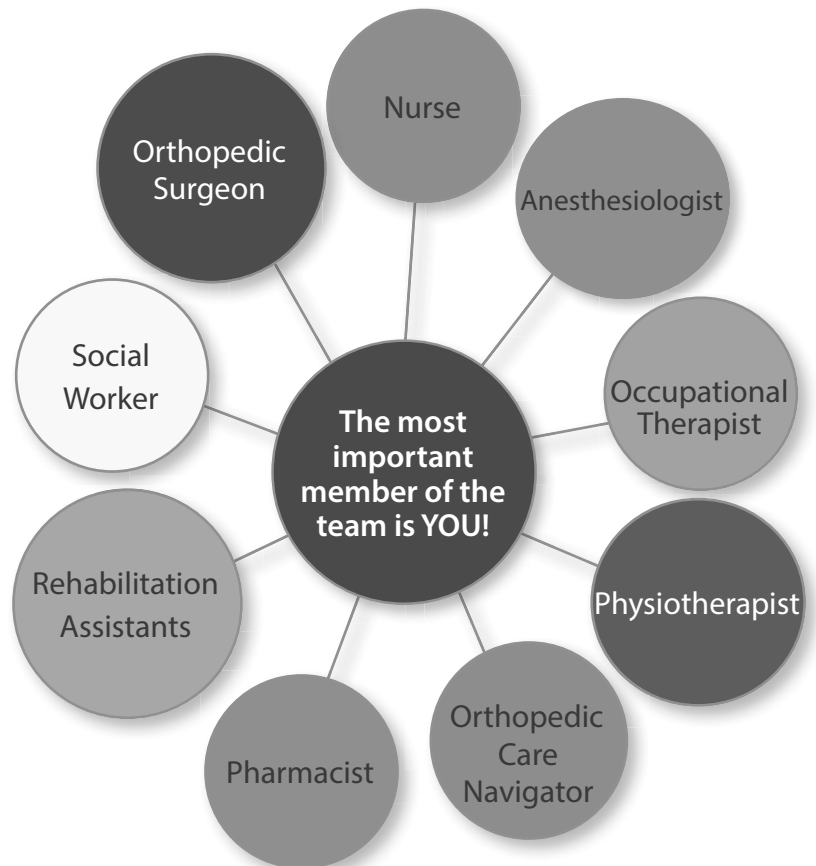 Nurse
Orthopedic
Surgeon
Anesthesiologist
Social
Worker
Occupational
Therapist
The most
important
member of the
team is YOU!
Rehabilitation
Assistants
Physiotherapist
Orthopedic
Care
Navigator
Pharmacist